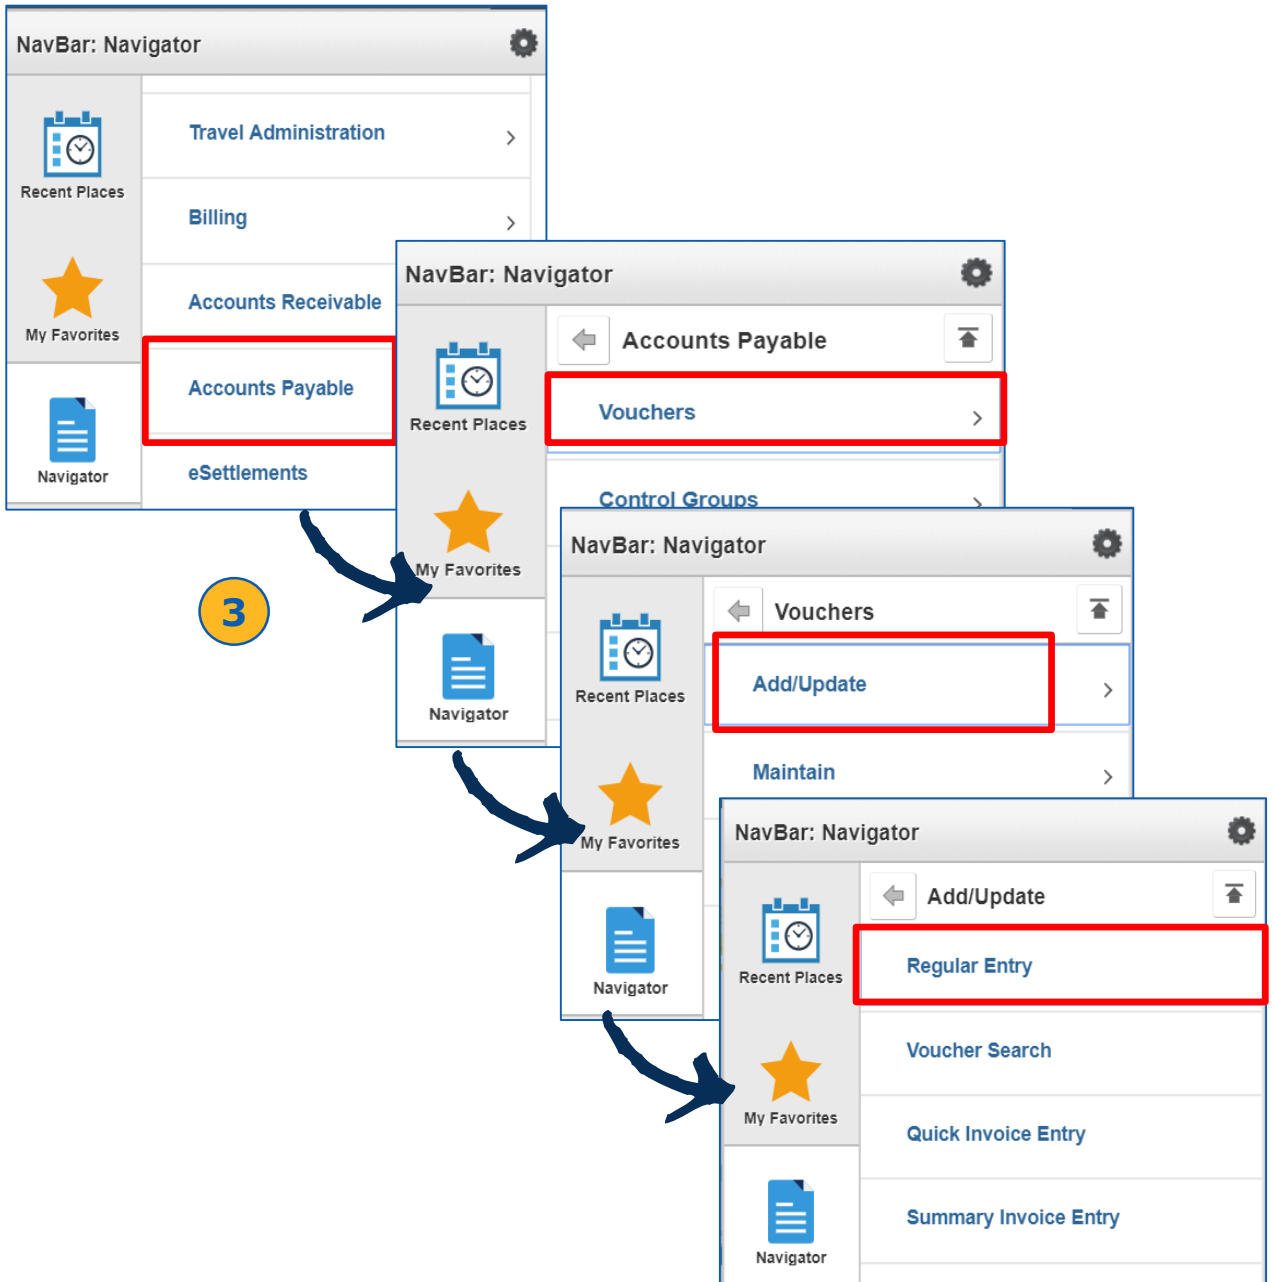 NavBar: Navigator
Recent Places
My Favorites
Navigator
Travel Administration
Billing
Accounts Receivable
Accounts Payable
eSettlements
3
NavBar: Navigator
Recent Places
My Favorites
Navigator
Accounts Payable
Vouchers
Control Groups
NavBar: Navigator
Recent Places
My Favorites
Navigator
Vouchers
Add/Update
Maintain
NavBar: Navigator
Recent Places
My Favorites
Navigator
Add/Update
Regular Entry
Voucher Search
Quick Invoice Entry
Summary Invoice Entry